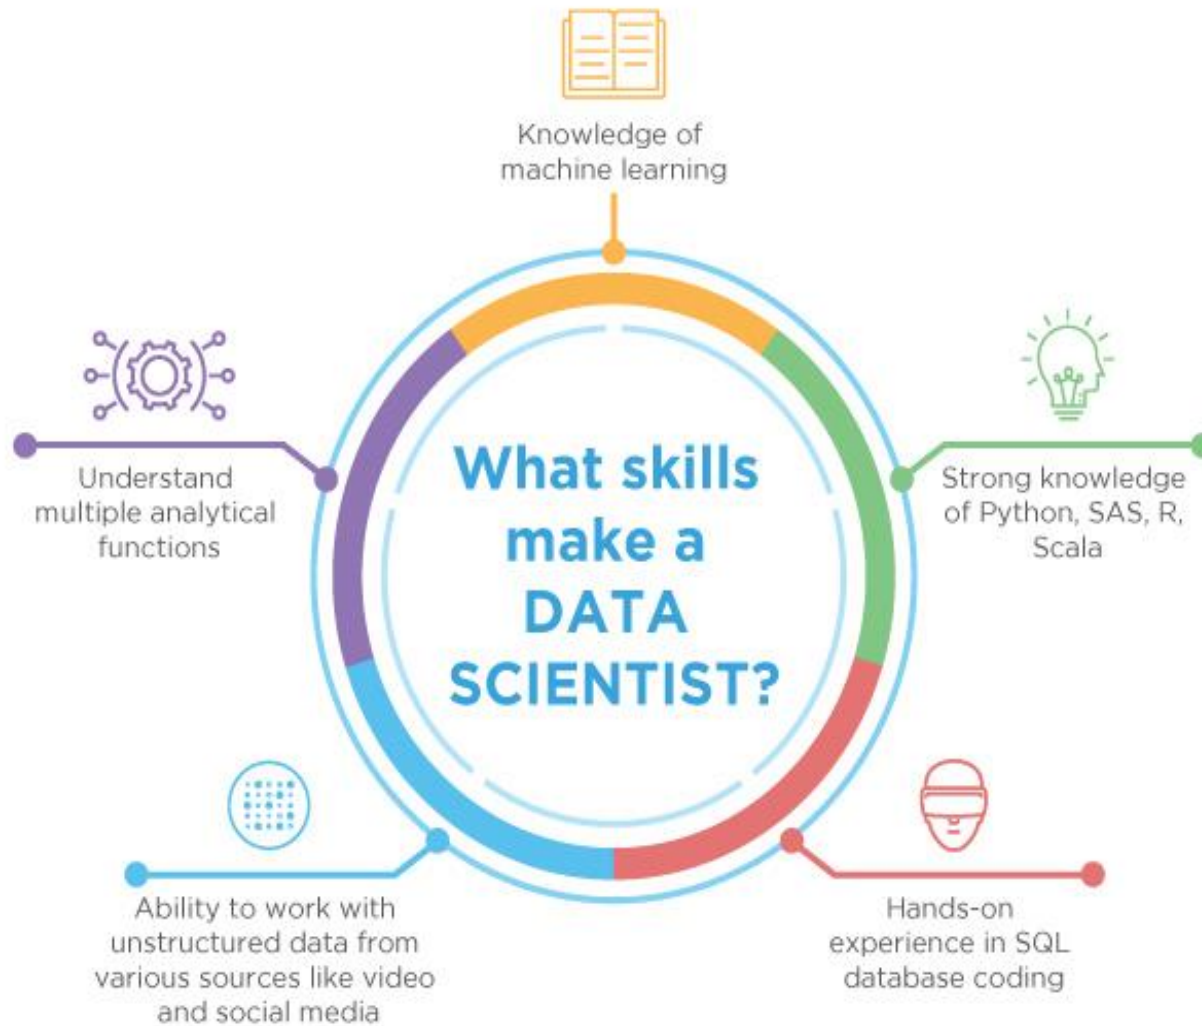 Knowledge of
machine learning
What skills
make a
DATA
SCIENTIST?
Strong knowledge
of Python, SAS, R,
Scala
Hands-on
experience in SQL
database coding
Ability to work with
unstructured data from
various sources like video
and social media
Understand
multiple analytical
functions